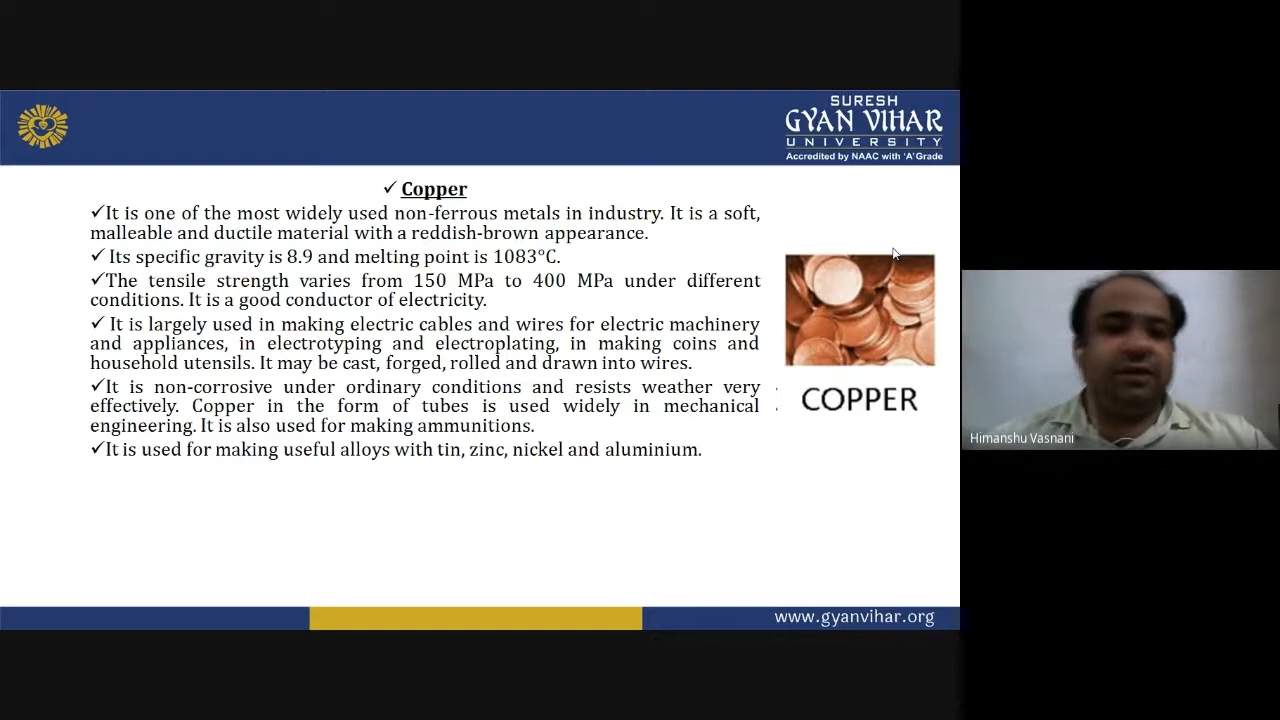 SURESH
GYAN VIHAR
UNIVERSITY
Accredited by NAAC with 'A' Grade
✓ Copper
✓It is one of the most widely used non-ferrous metals in industry. It is a soft,
malleable and ductile material with a reddish-brown appearance.
✓ Its specific gravity is 8.9 and melting point is 1083°C.
✓The tensile strength varies from 150 MPa to 400 MPa under different
conditions. It is a good conductor of electricity.
✓ It is largely used in making electric cables and wires for electric machinery
and appliances, in electrotyping and electroplating, in making coins and
household utensils. It may be cast, forged, rolled and drawn into wires.
✓It is non-corrosive under ordinary conditions and resists weather very
effectively. Copper in the form of tubes is used widely in mechanical
engineering. It is also used for making ammunitions.
✓It is used for making useful alloys with tin, zinc, nickel and aluminium.
COPPER
Himanshu Vasnani
www.gyanvihar.org